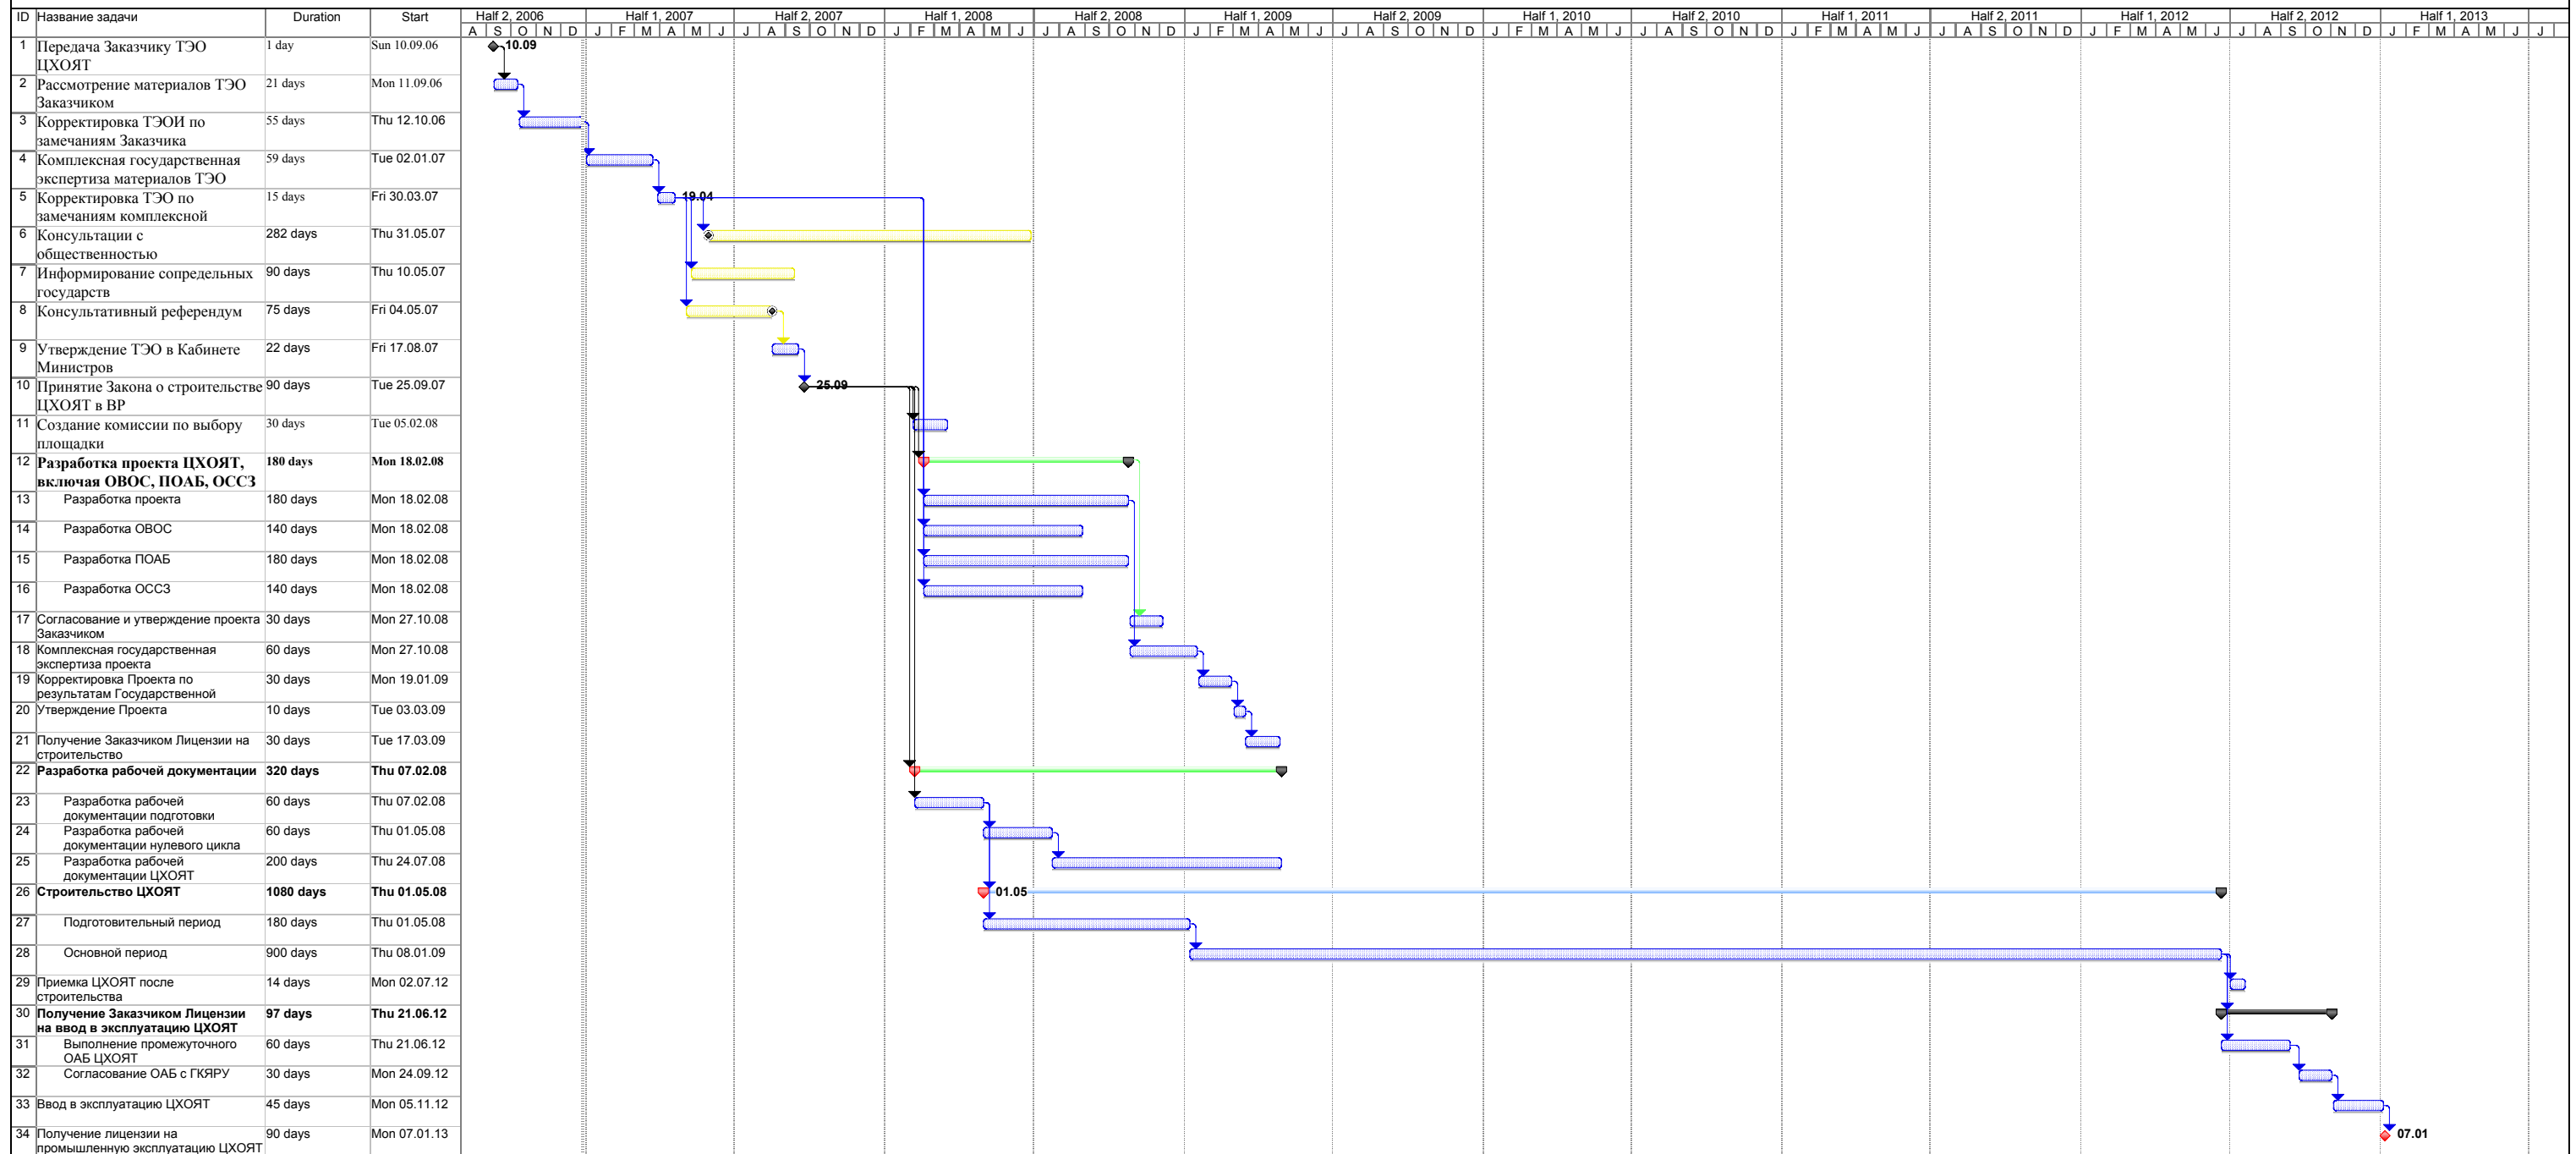 ID Название задачи Duration Start Half 2, 2006 Half 1, 2007 Half 2, 2007 Half 1, 2008 Half 2, 2008 Half 1, 2009 Half 2, 2009 Half 1, 2010 Half 2, 2010 Half 1, 2011 Half 2, 2011 Half 1, 2012 Half 2, 2012 Half 1, 2013
A S O N D J F M A M J J A S O N D J F M A M J J A S O N D J F M A M J J A S O N D J F M A M J J A S O N D J F M A M J J A S O N D J F M A M J J A S O N D J F M A M J J
1 Передача Заказчику ТЭО 1 day Sun 10.09.06 10.09
ЦХОЯТ
2 Рассмотрение материалов ТЭО 21 days Mon 11.09.06
Заказчиком
3 Корректировка ТЭОИ по 55 days Thu 12.10.06
замечаниям Заказчика
4 Комплексная государственная 59 days Tue 02.01.07
экспертиза материалов ТЭО
5 Корректировка ТЭО по 15 days Fri 30.03.07 19.04
замечаниям комплексной
6 Консультации с 282 days Thu 31.05.07
общественностью
7 Информирование сопредельных 90 days Thu 10.05.07
государств
8 Консультативный референдум 75 days Fri 04.05.07
9 Утверждение ТЭО в Кабинете 22 days Fri 17.08.07
Министров
10 Принятие Закона о строительстве 90 days Tue 25.09.07 25.09
ЦХОЯТ в ВР
11 Создание комиссии по выбору 30 days Tue 05.02.08
площадки
12 Разработка проекта ЦХОЯТ, 180 days Mon 18.02.08
включая ОВОС, ПОАБ, ОССЗ
13 Разработка проекта 180 days Mon 18.02.08
14 Разработка ОВОС 140 days Mon 18.02.08
15 Разработка ПОАБ 180 days Mon 18.02.08
16 Разработка ОССЗ 140 days Mon 18.02.08
17 Согласование и утверждение проекта 30 days Mon 27.10.08
Заказчиком
18 Комплексная государственная 60 days Mon 27.10.08
экспертиза проекта
19 Корректировка Проекта по 30 days Mon 19.01.09
результатам Государственной
20 Утверждение Проекта 10 days Tue 03.03.09
21 Получение Заказчиком Лицензии на 30 days Tue 17.03.09
строительство
22 Разработка рабочей документации 320 days Thu 07.02.08
23 Разработка рабочей 60 days Thu 07.02.08
документации подготовки
24 Разработка рабочей 60 days Thu 01.05.08
документации нулевого цикла
25 Разработка рабочей 200 days Thu 24.07.08
документации ЦХОЯТ
26 Строительство ЦХОЯТ 1080 days Thu 01.05.08 01.05
27 Подготовительный период 180 days Thu 01.05.08
28 Основной период 900 days Thu 08.01.09
29 Приемка ЦХОЯТ после 14 days Mon 02.07.12
строительства
30 Получение Заказчиком Лицензии 97 days Thu 21.06.12
на ввод в эксплуатацию ЦХОЯТ
31 Выполнение промежуточного 60 days Thu 21.06.12
ОАБ ЦХОЯТ
32 Согласование ОАБ с ГКЯРУ 30 days Mon 24.09.12
33 Ввод в эксплуатацию ЦХОЯТ 45 days Mon 05.11.12
34 Получение лицензии на 90 days Mon 07.01.13 07.01
промышленную эксплуатацию ЦХОЯТ